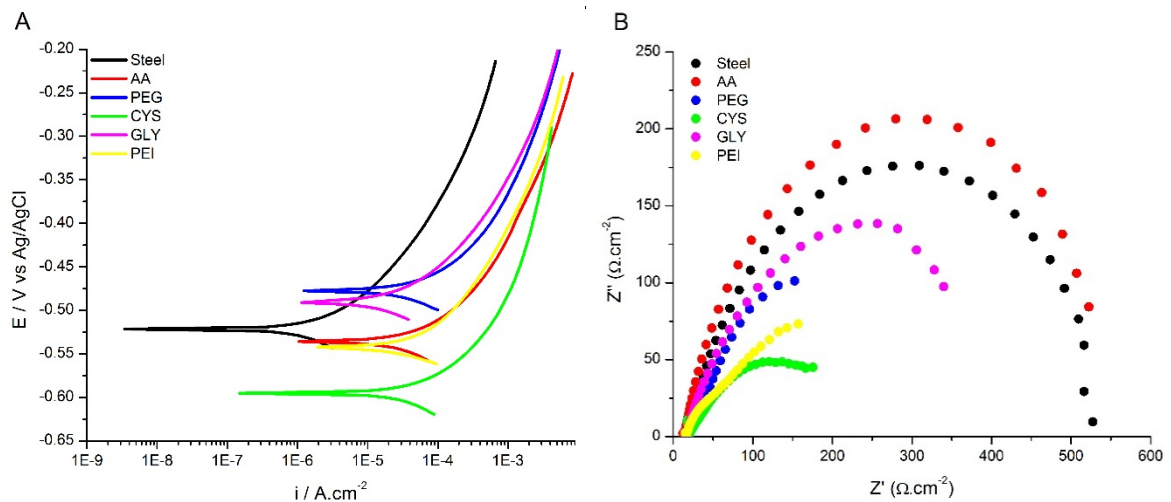 A
-0.20
-0.25
-0.30
-0.35
-0.40
-0.45
-0.50
-0.55
-0.60
-0.65
E / V vs Ag/AgCl
Steel
AA
PEG
CYS
GLY
PEI
1E-9 1E-8 1E-7 1E-6 1E-5 1E-4 1E-3
i / A.cm-2
B
250
200
150
100
50
0
Z'' (Ω.cm-2)
Steel
AA
PEG
CYS
GLY
PEI
0 100 200 300 400 500 600
Z' (Ω.cm-2)